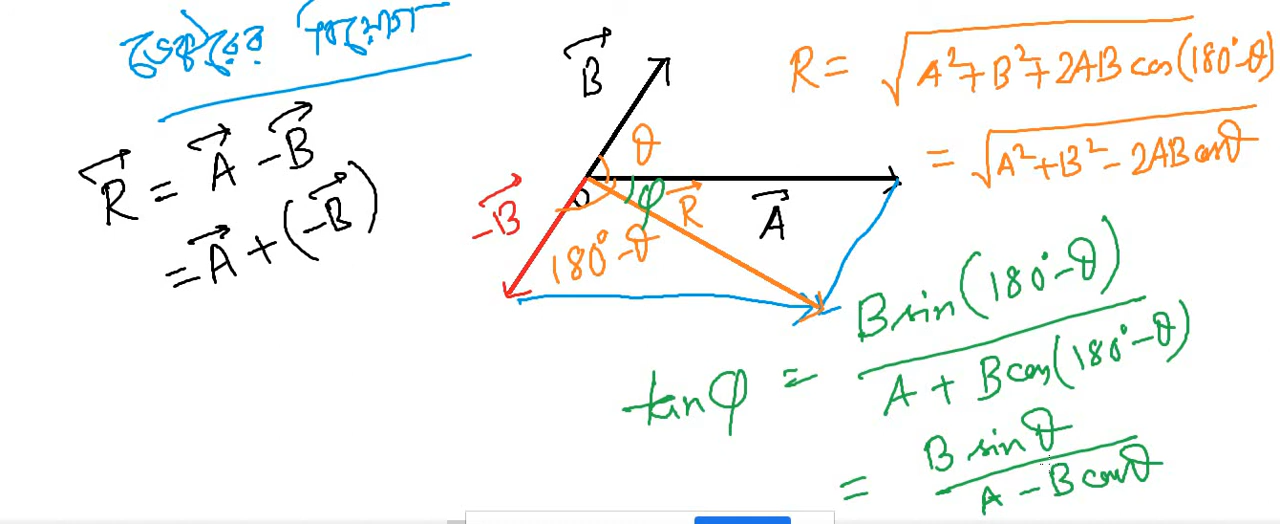 ভেক্টরের বিয়োগ
R⃗ = A⃗ - B⃗
= A⃗ + (-B⃗)
B⃗
θ
-B⃗
O
φ
R⃗
A⃗
180° - θ
R = √(A² + B² + 2AB cos(180° - θ))
= √(A² + B² - 2AB cosθ)
tanφ = B sin(180° - θ) / (A + B cos(180° - θ))
= B sinθ / (A - B cosθ)